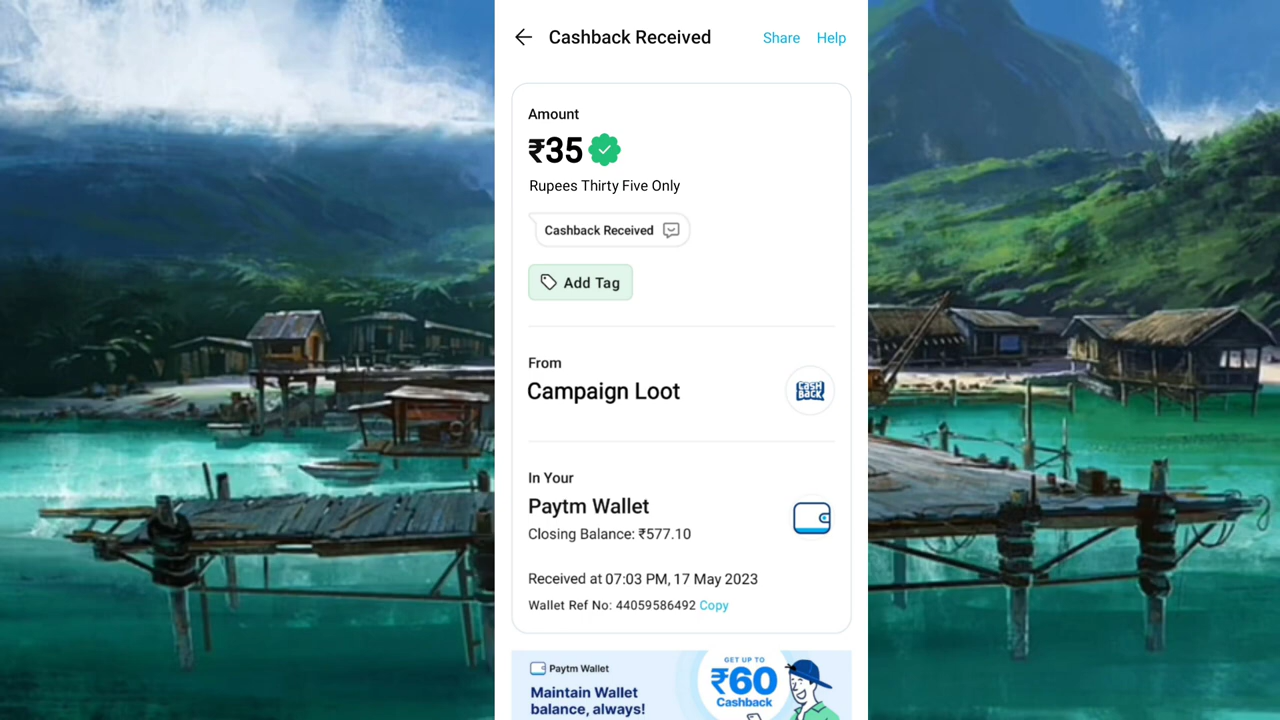 Cashback Received
Share
Help
Amount
₹35
Rupees Thirty Five Only
Cashback Received
Add Tag
From
Campaign Loot
CASH
BACK
In Your
Paytm Wallet
Closing Balance: ₹577.10
Received at 07:03 PM, 17 May 2023
Wallet Ref No: 44059586492 Copy
Paytm Wallet
Maintain Wallet
balance, always!
GET UP TO
₹60
Cashback